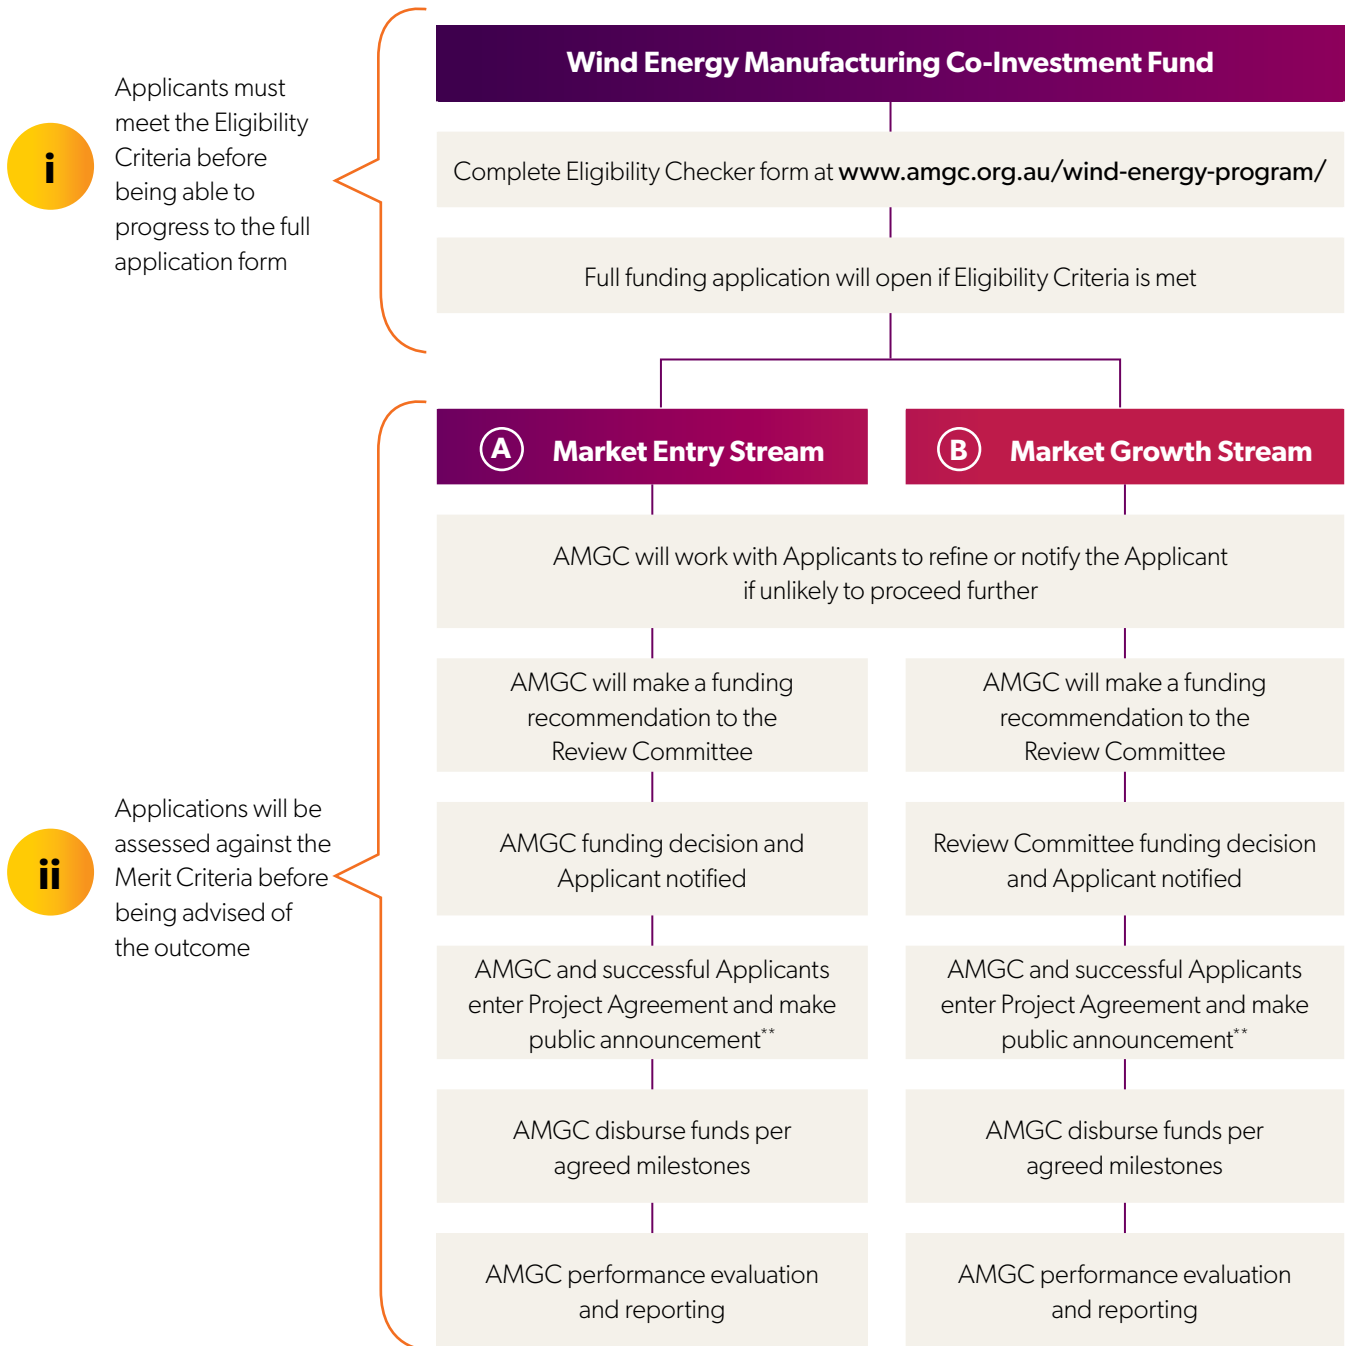 i
Applicants must
meet the Eligibility
Criteria before
being able to
progress to the full
application form
Wind Energy Manufacturing Co-Investment Fund
Complete Eligibility Checker form at www.amgc.org.au/wind-energy-program/
Full funding application will open if Eligibility Criteria is met
ii
Applications will be
assessed against the
Merit Criteria before
being advised of
the outcome
A Market Entry Stream
B Market Growth Stream
AMGC will work with Applicants to refine or notify the Applicant
if unlikely to proceed further
AMGC will make a funding
recommendation to the
Review Committee
AMGC will make a funding
recommendation to the
Review Committee
AMGC funding decision and
Applicant notified
Review Committee funding decision
and Applicant notified
AMGC and successful Applicants
enter Project Agreement and make
public announcement**
AMGC and successful Applicants
enter Project Agreement and make
public announcement**
AMGC disburse funds per
agreed milestones
AMGC disburse funds per
agreed milestones
AMGC performance evaluation
and reporting
AMGC performance evaluation
and reporting